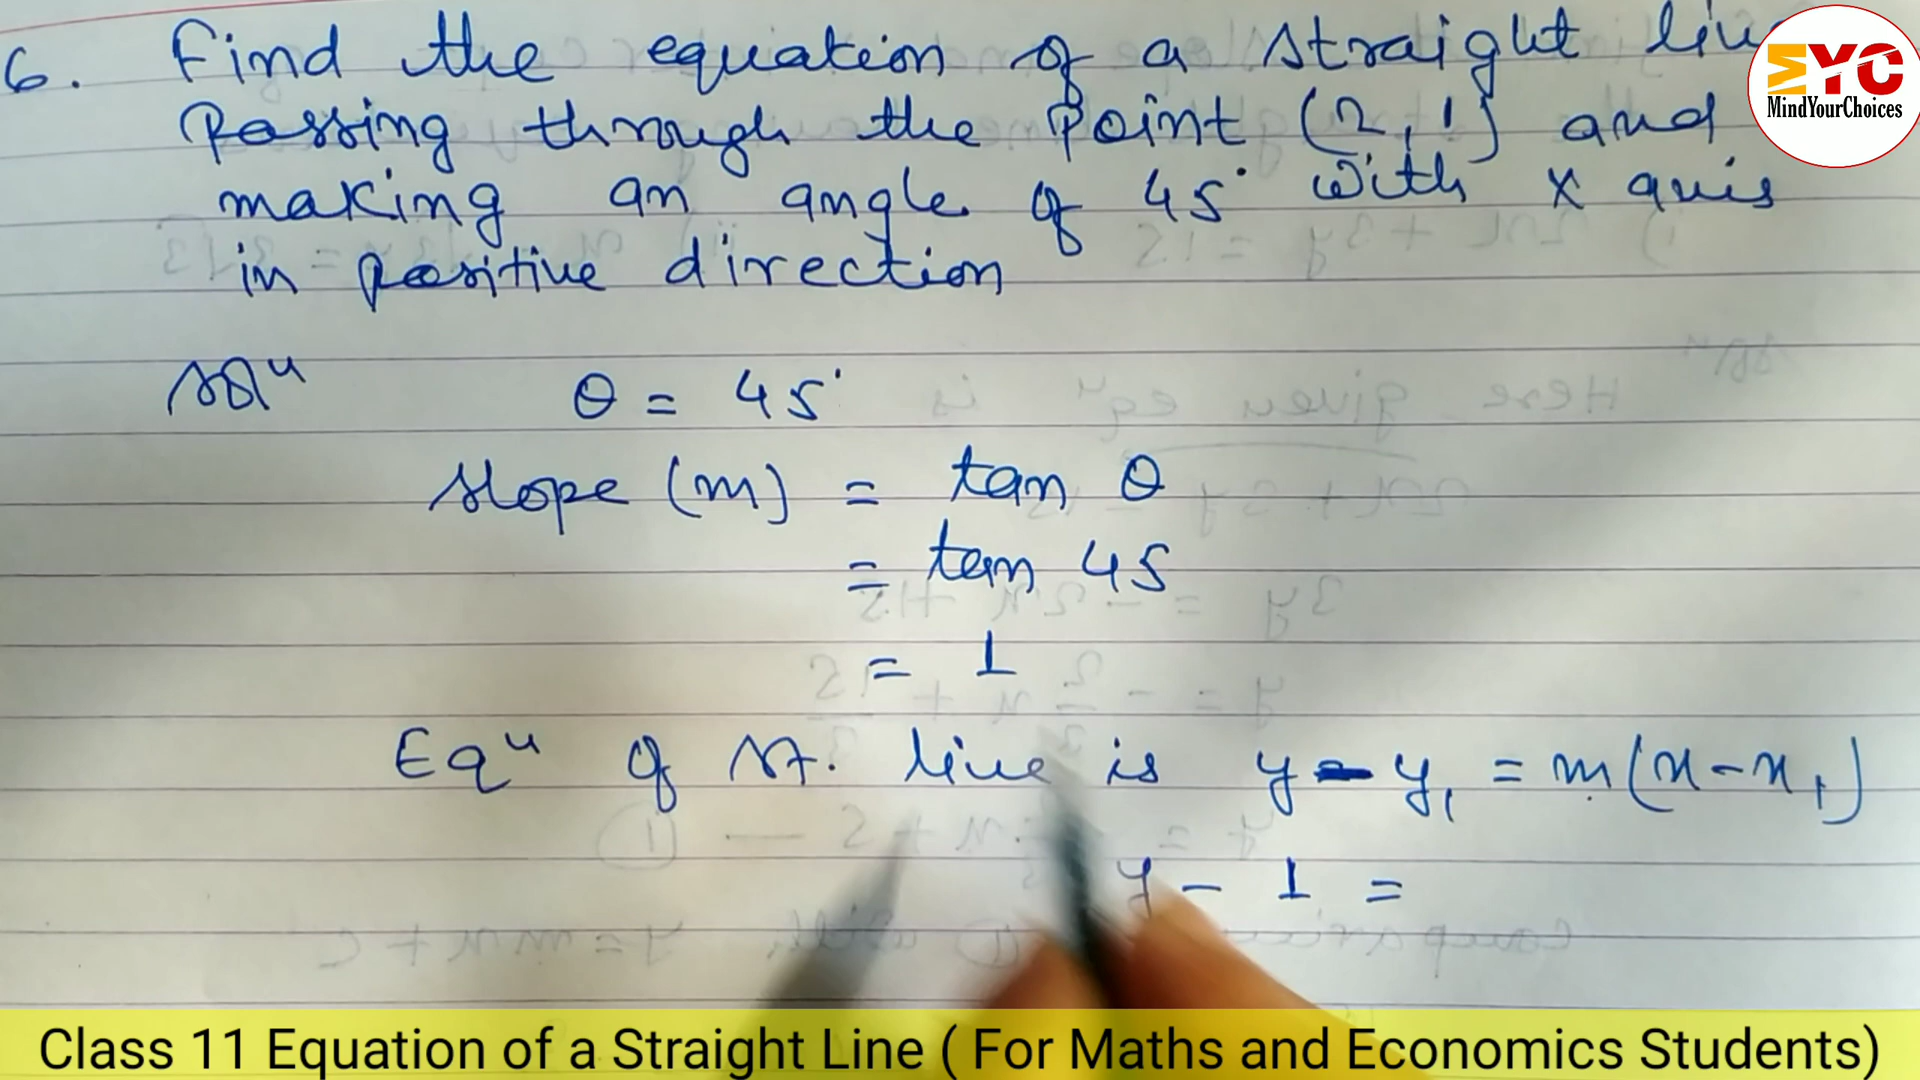 6. Find the equation of a straight
Passing through the Point (2,1) and
making an angle of 45° with x axis
in positive direction
Solⁿ θ = 45°
Slope (m) = tan θ
= tan 45
= 1
Eqⁿ of St. line is y - y₁ = m(x - x₁)
y - 1 =
MYC
MindYourChoices
Class 11 Equation of a Straight Line ( For Maths and Economics Students)